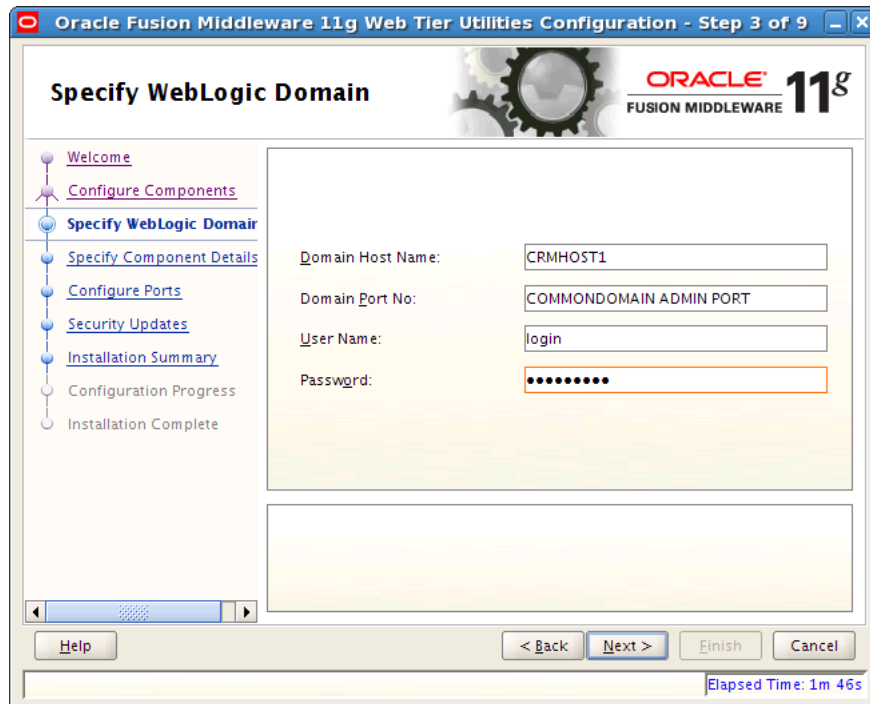 Oracle Fusion Middleware 11g Web Tier Utilities Configuration - Step 3 of 9
Specify WebLogic Domain
ORACLE
FUSION MIDDLEWARE
11g
Welcome
Configure Components
Specify WebLogic Domain
Specify Component Details
Configure Ports
Security Updates
Installation Summary
Configuration Progress
Installation Complete
Domain Host Name: CRMHOST1
Domain Port No: COMMONDOMAIN ADMIN PORT
User Name: login
Password: •••••••••
Help
< Back
Next >
Finish
Cancel
Elapsed Time: 1m 46s